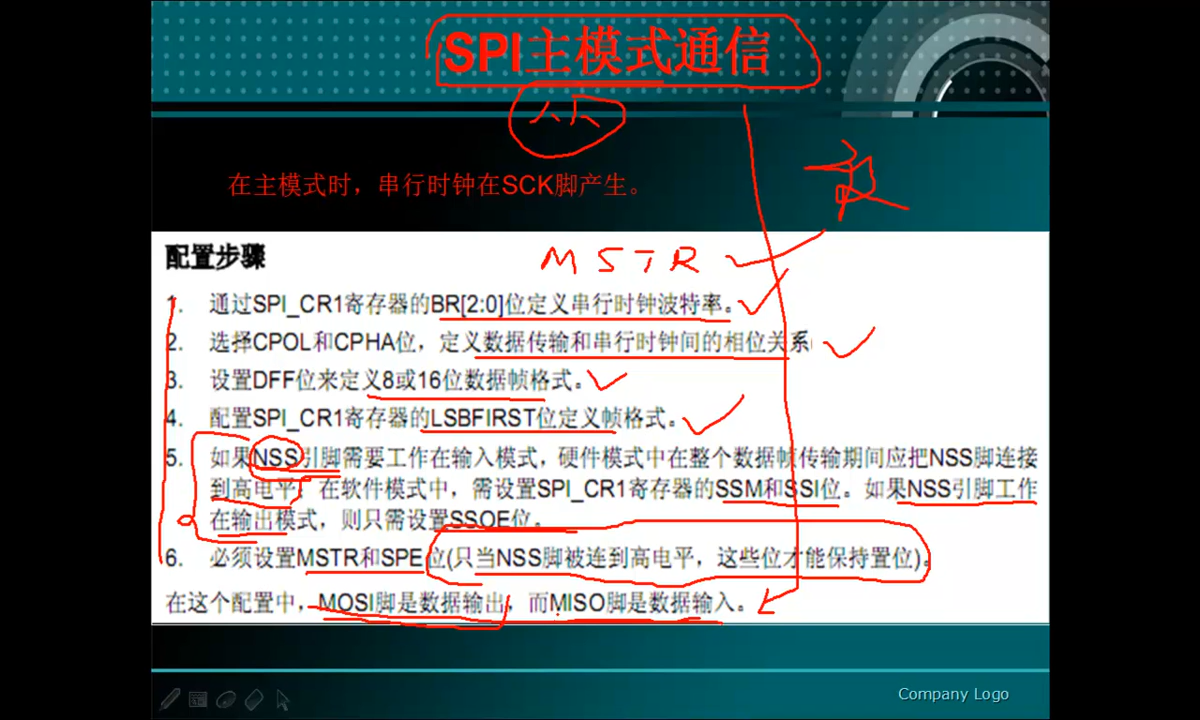 SPI主模式通信
在主模式时，串行时钟在SCK脚产生。
配置步骤
MSTR
1. 通过SPI_CR1寄存器的BR[2:0]位定义串行时钟波特率。
2. 选择CPOL和CPHA位，定义数据传输和串行时钟间的相位关系
3. 设置DFF位来定义8或16位数据帧格式。
4. 配置SPI_CR1寄存器的LSBFIRST位定义帧格式。
5. 如果NSS引脚需要工作在输入模式，硬件模式中在整个数据帧传输期间应把NSS脚连接
到高电平；在软件模式中，需设置SPI_CR1寄存器的SSM和SSI位。如果NSS引脚工作
在输出模式，则只需设置SSOE位。
6. 必须设置MSTR和SPE位(只当NSS脚被连到高电平，这些位才能保持置位)。
在这个配置中，MOSI脚是数据输出，而MISO脚是数据输入。
Company Logo